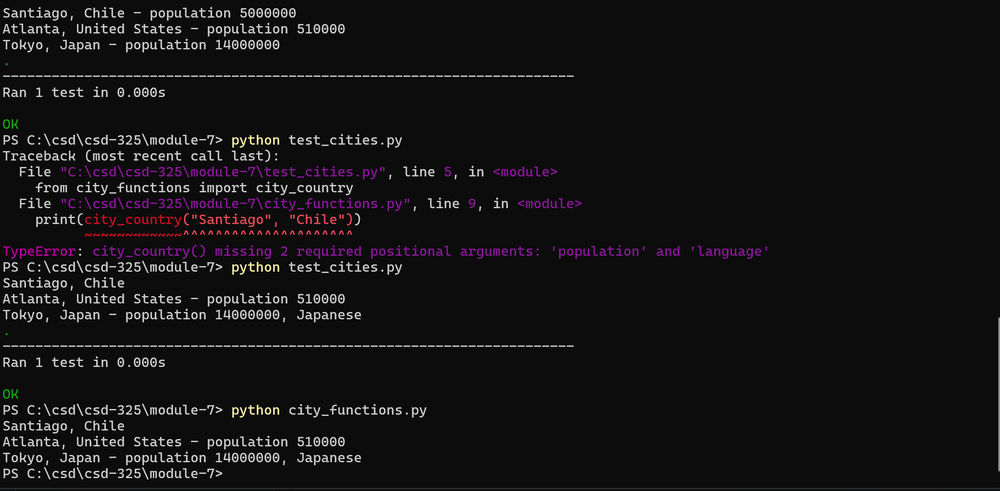 Santiago, Chile - population 5000000
Atlanta, United States - population 510000
Tokyo, Japan - population 14000000
.
----------------------------------------------------------------------
Ran 1 test in 0.000s

OK
PS C:\csd\csd-325\module-7> python test_cities.py
Traceback (most recent call last):
  File "C:\csd\csd-325\module-7\test_cities.py", line 5, in <module>
    from city_functions import city_country
  File "C:\csd\csd-325\module-7\city_functions.py", line 9, in <module>
    print(city_country("Santiago", "Chile"))
          ~~~~~~~~~~~~^^^^^^^^^^^^^^^^^^^^^
TypeError: city_country() missing 2 required positional arguments: 'population' and 'language'
PS C:\csd\csd-325\module-7> python test_cities.py
Santiago, Chile
Atlanta, United States - population 510000
Tokyo, Japan - population 14000000, Japanese
.
----------------------------------------------------------------------
Ran 1 test in 0.000s

OK
PS C:\csd\csd-325\module-7> python city_functions.py
Santiago, Chile
Atlanta, United States - population 510000
Tokyo, Japan - population 14000000, Japanese
PS C:\csd\csd-325\module-7>